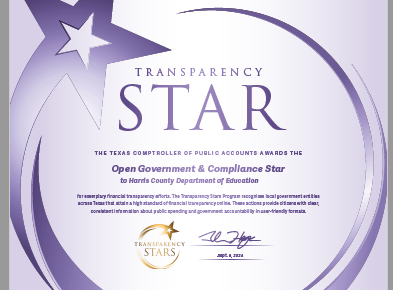 TRANSPARENCY
STAR
THE TEXAS COMPTROLLER OF PUBLIC ACCOUNTS AWARDS THE
Open Government & Compliance Star
to Harris County Department of Education
for exemplary financial transparency efforts. The Transparency Stars Program recognizes local government entities
across Texas that attain a high standard of financial transparency online. These actions provide citizens with clear,
consistent information about public spending and government accountability in user-friendly formats.
TRANSPARENCY
STARS